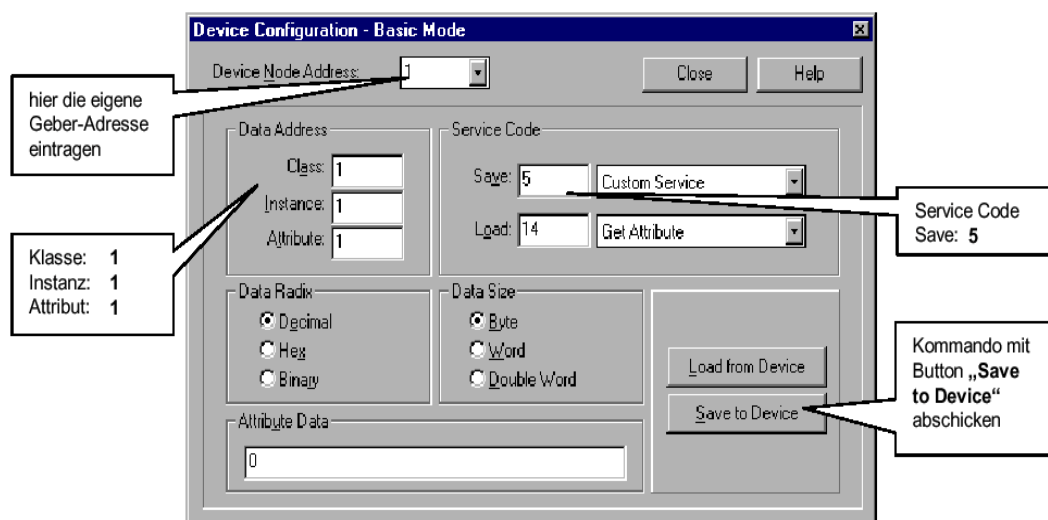 Device Configuration - Basic Mode
Device Node Address: 1
Close
Help
hier die eigene
Geber-Adresse
eintragen
Data Address
Class: 1
Instance: 1
Attribute: 1
Service Code
Save: 5 Custom Service
Load: 14 Get Attribute
Service Code
Save: 5
Klasse: 1
Instanz: 1
Attribut: 1
Data Radix
Decimal
Hex
Binary
Data Size
Byte
Word
Double Word
Load from Device
Save to Device
Kommando mit
Button „Save
to Device“
abschicken
Attribute Data
0